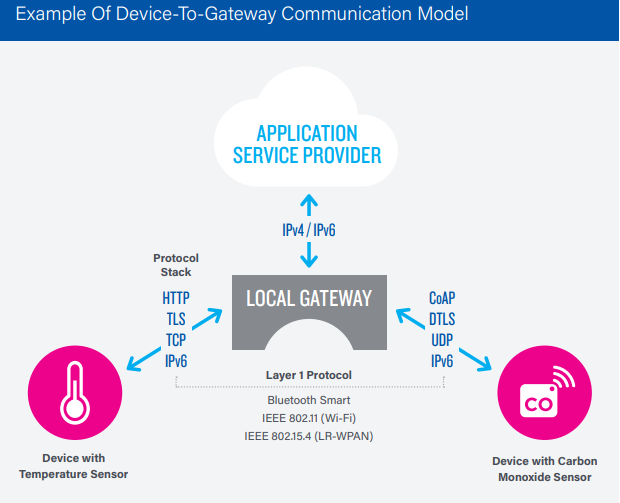 Example Of Device-To-Gateway Communication Model
APPLICATION
SERVICE PROVIDER
IPv4 / IPv6
Protocol
Stack
HTTP
TLS
TCP
IPv6
LOCAL GATEWAY
CoAP
DTLS
UDP
IPv6
Layer 1 Protocol
Bluetooth Smart
IEEE 802.11 (Wi-Fi)
IEEE 802.15.4 (LR-WPAN)
CO
Device with
Temperature Sensor
Device with Carbon
Monoxide Sensor